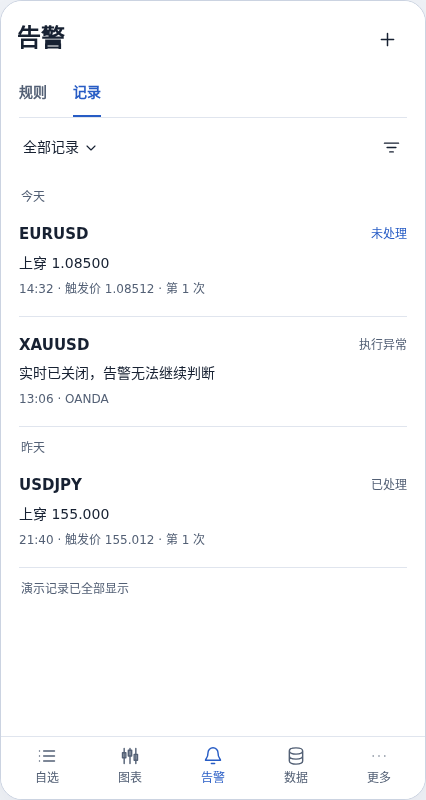 告警
规则 记录
全部记录
今天
EURUSD 未处理
上穿 1.08500
14:32 · 触发价 1.08512 · 第 1 次
XAUUSD 执行异常
实时已关闭，告警无法继续判断
13:06 · OANDA
昨天
USDJPY 已处理
上穿 155.000
21:40 · 触发价 155.012 · 第 1 次
演示记录已全部显示
自选 图表 告警 数据 更多